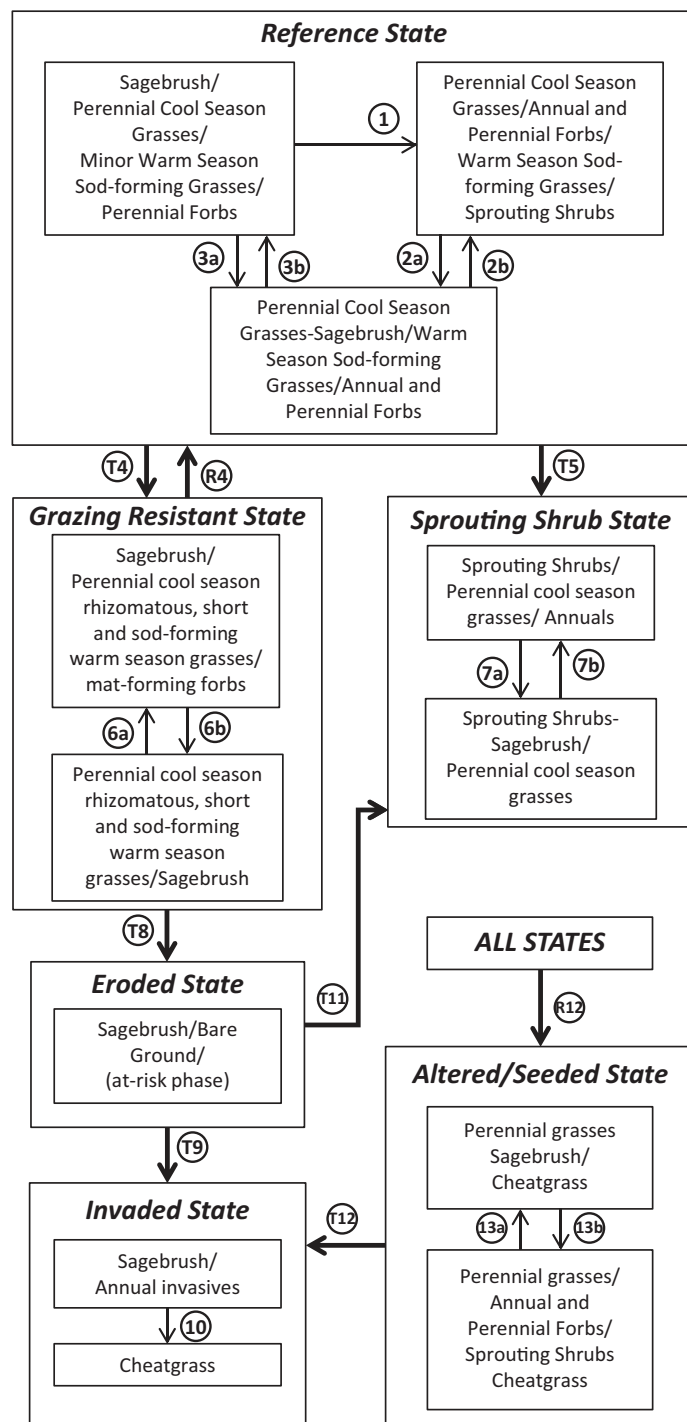 Reference State
Sagebrush/
Perennial Cool Season
Grasses/
Minor Warm Season
Sod-forming Grasses/
Perennial Forbs
1
Perennial Cool Season
Grasses/Annual and
Perennial Forbs/
Warm Season Sod-
forming Grasses/
Sprouting Shrubs
3a
3b
2a
2b
Perennial Cool Season
Grasses-Sagebrush/Warm
Season Sod-forming
Grasses/Annual and
Perennial Forbs
T4
R4
T5
Grazing Resistant State
Sagebrush/
Perennial cool season
rhizomatous, short
and sod-forming
warm season grasses/
mat-forming forbs
6a
6b
Perennial cool season
rhizomatous, short
and sod-forming
warm season
grasses/Sagebrush
Sprouting Shrub State
Sprouting Shrubs/
Perennial cool season
grasses/ Annuals
7a
7b
Sprouting Shrubs-
Sagebrush/
Perennial cool season
grasses
T8
Eroded State
Sagebrush/Bare
Ground/
(at-risk phase)
T11
ALL STATES
R12
T9
Invaded State
Sagebrush/
Annual invasives
10
Cheatgrass
T12
Altered/Seeded State
Perennial grasses
Sagebrush/
Cheatgrass
13a
13b
Perennial grasses/
Annual and
Perennial Forbs/
Sprouting Shrubs
Cheatgrass